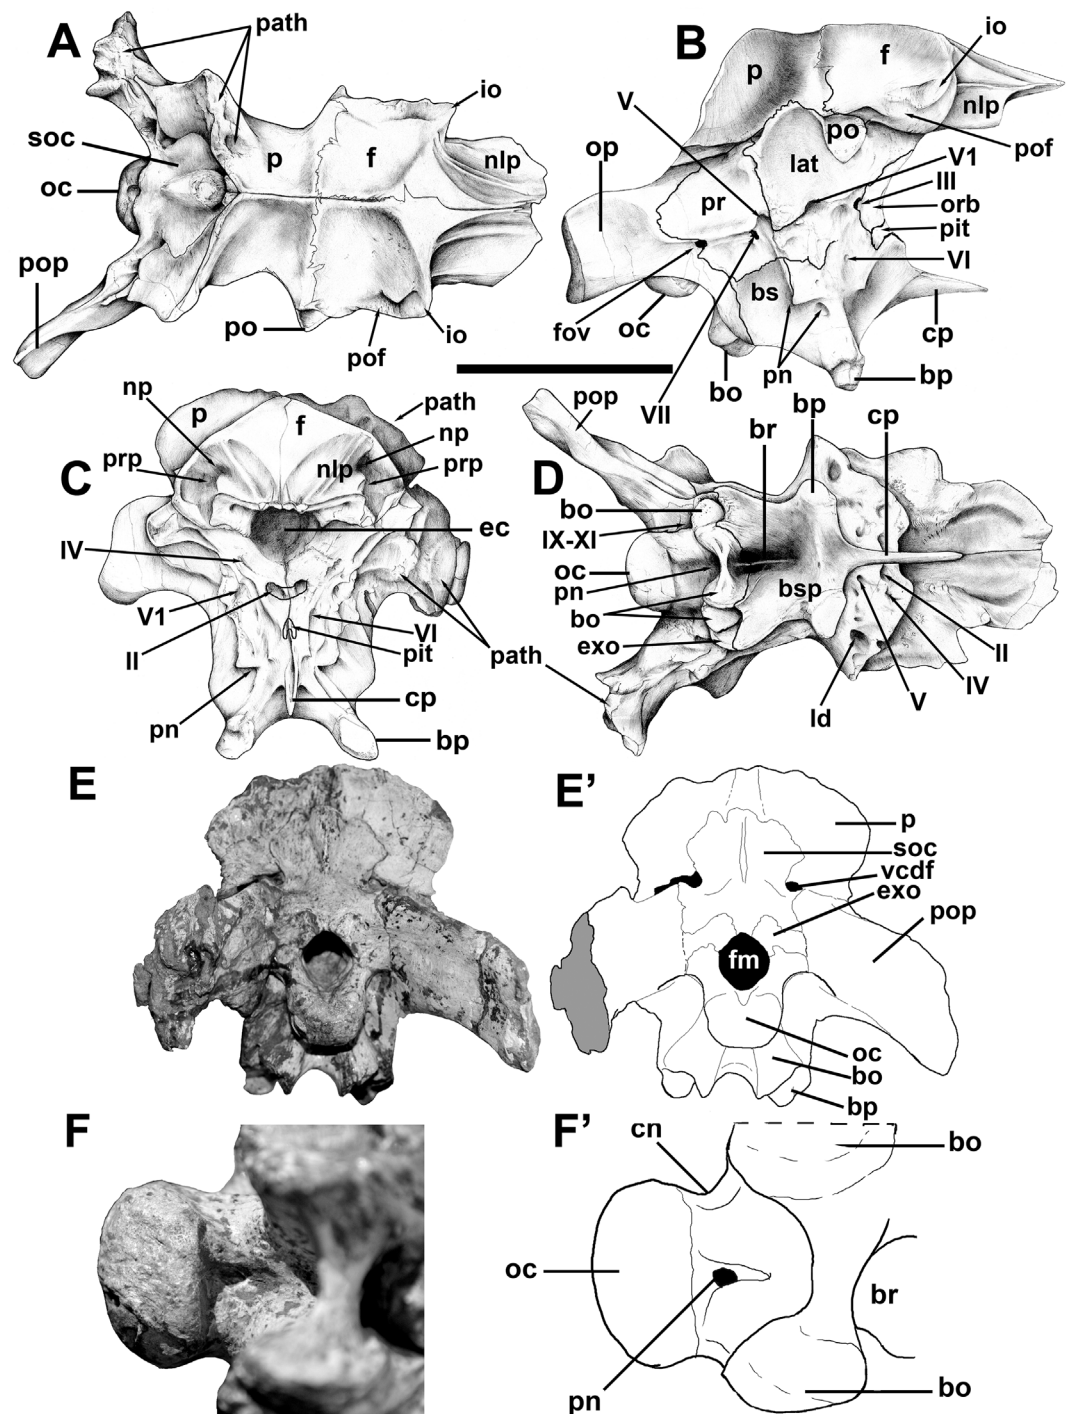 A
path
io
soc
p
f
nlp
oc
pop
po
pof
io
B
io
p
f
nlp
V
po
pof
op
lat
V1
III
pr
orb
pit
VI
bs
fov
oc
cp
pn
bo
bp
VII
C
np
p
f
path
np
prp
nlp
prp
ec
IV
V1
VI
II
pit
path
cp
pn
bp
D
pop
br
bp
cp
bo
IX-XI
oc
pn
bsp
bo
exo
II
IV
V
ld
E
E’
p
soc
vcdf
exo
pop
fm
oc
bo
bp
F
F’
cn
bo
oc
br
pn
bo